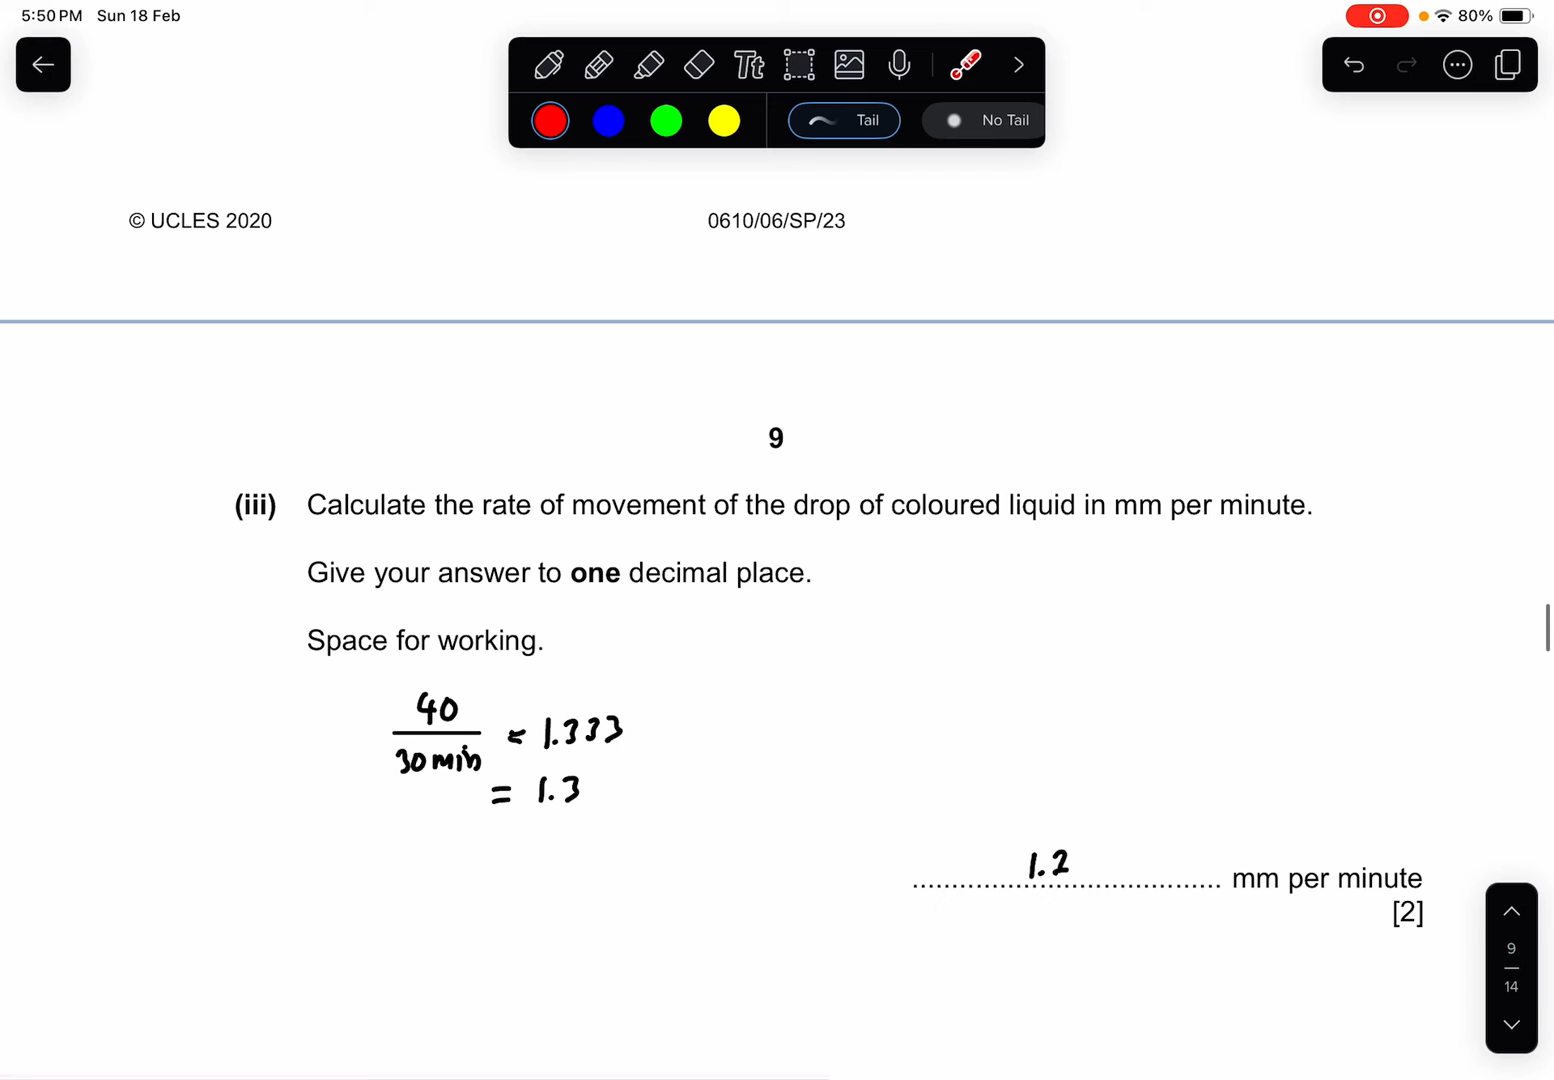 5:50 PM Sun 18 Feb
80%
Tt
Tail
No Tail
© UCLES 2020
0610/06/SP/23
9
(iii) Calculate the rate of movement of the drop of coloured liquid in mm per minute.
Give your answer to one decimal place.
Space for working.
40
30 min = 1.333
= 1.3
1.2
........................................ mm per minute
[2]
9
14